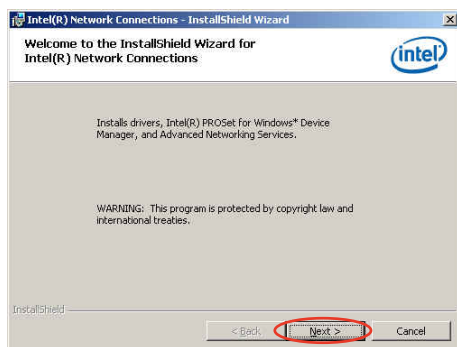 Intel(R) Network Connections - InstallShield Wizard
Welcome to the InstallShield Wizard for
Intel(R) Network Connections
intel
Installs drivers, Intel(R) PROSet for Windows* Device
Manager, and Advanced Networking Services.
WARNING: This program is protected by copyright law and
international treaties.
InstallShield
< Back
Next >
Cancel